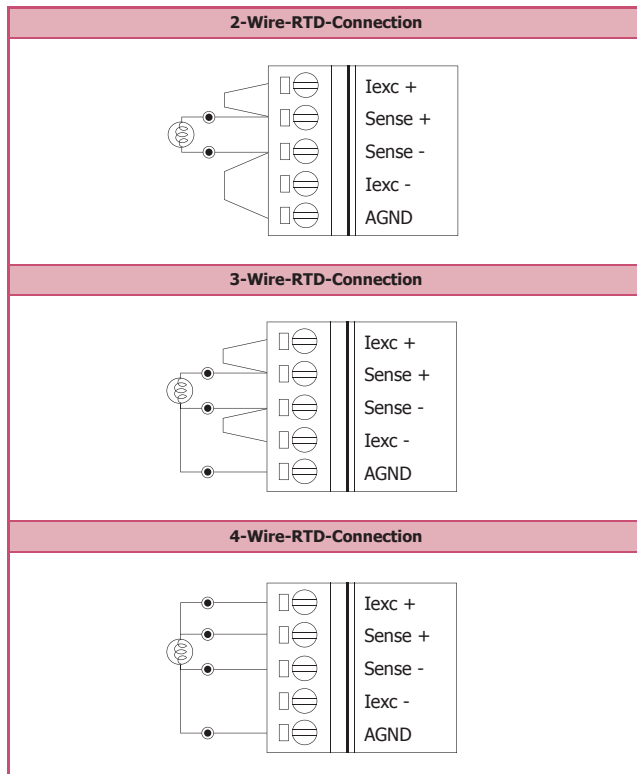 2-Wire-RTD-Connection
Iexc +
Sense +
Sense -
Iexc -
AGND
3-Wire-RTD-Connection
Iexc +
Sense +
Sense -
Iexc -
AGND
4-Wire-RTD-Connection
Iexc +
Sense +
Sense -
Iexc -
AGND